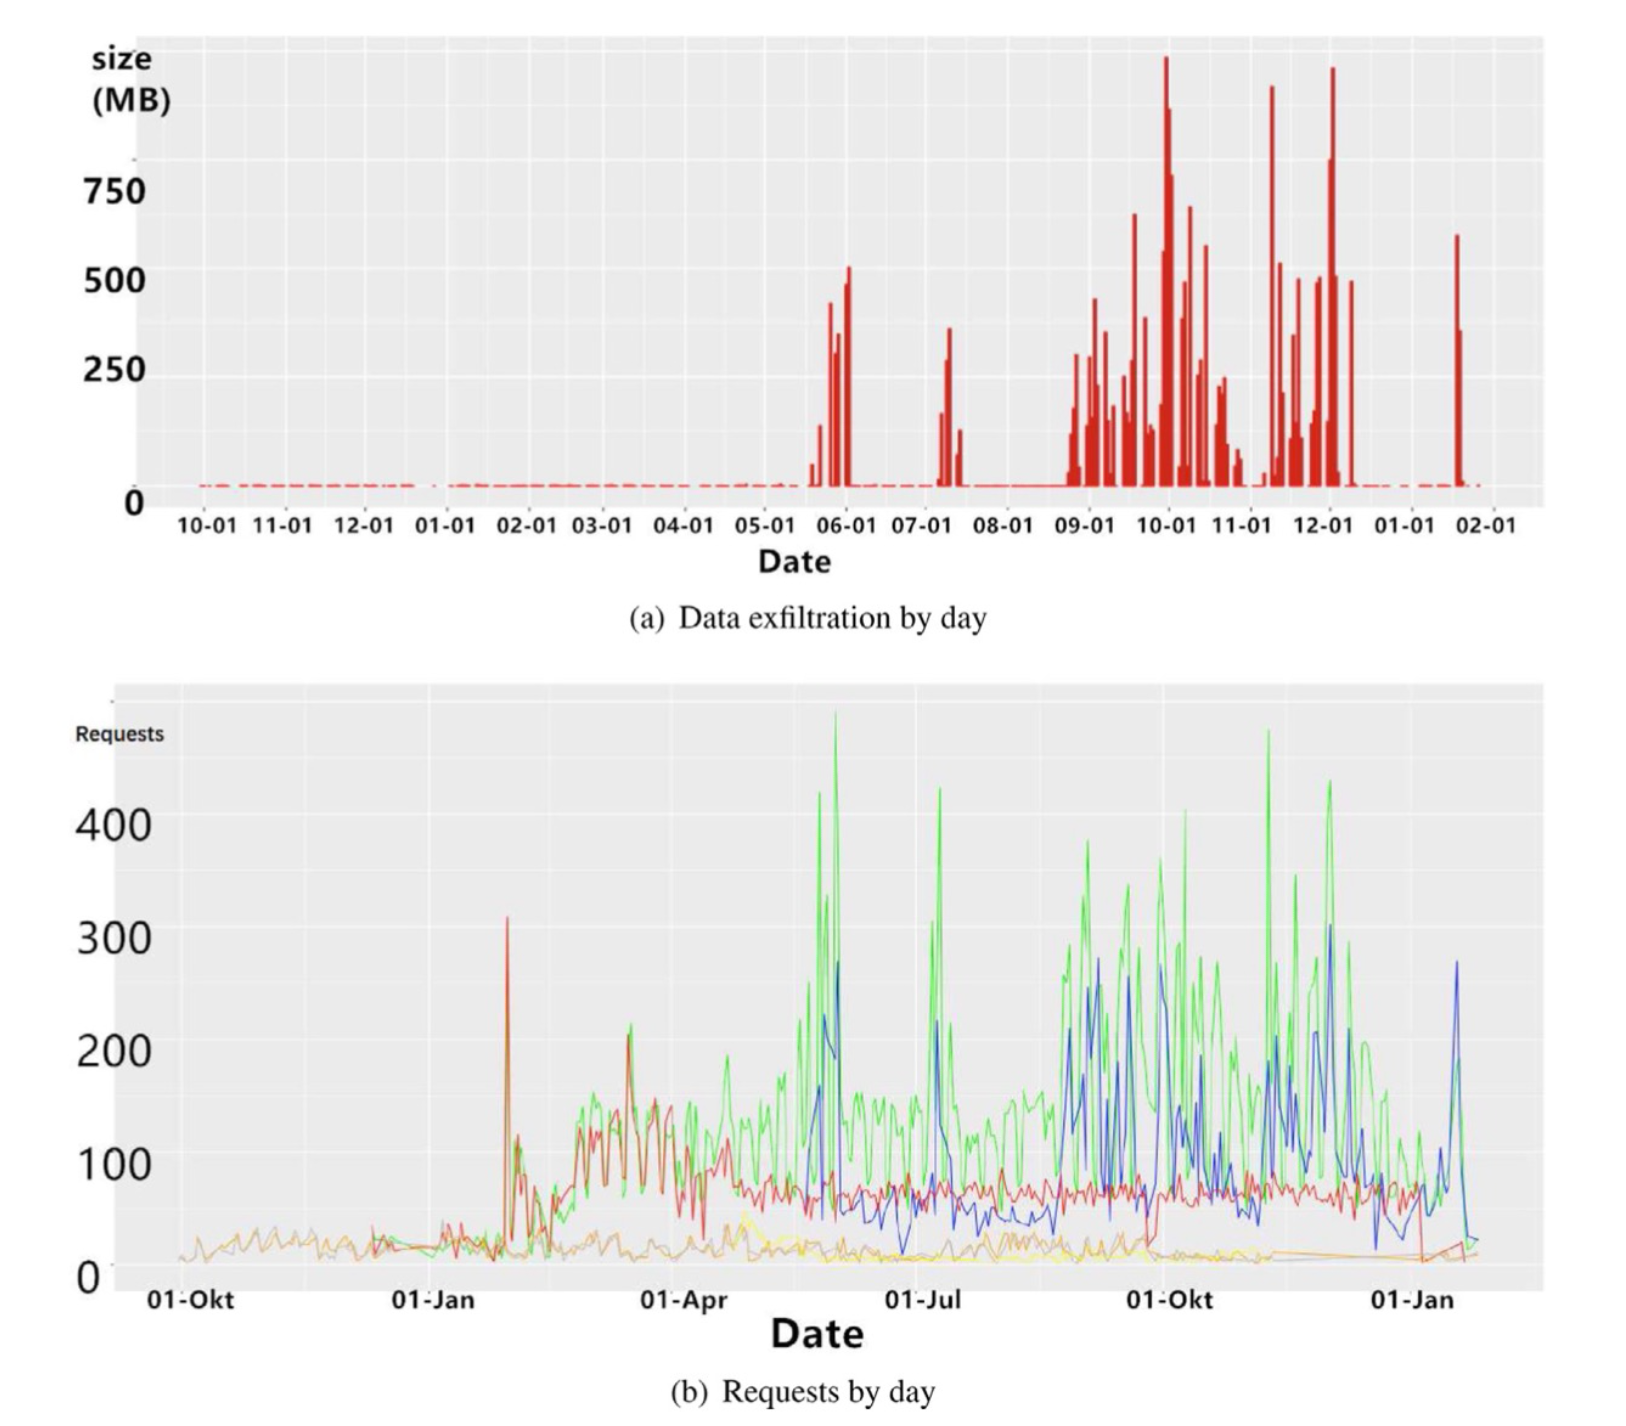 size
(MB)
750
500
250
0
10-01 11-01 12-01 01-01 02-01 03-01 04-01 05-01 06-01 07-01 08-01 09-01 10-01 11-01 12-01 01-01 02-01
Date
(a) Data exfiltration by day
Requests
400
300
200
100
0
01-Okt 01-Jan 01-Apr 01-Jul 01-Okt 01-Jan
Date
(b) Requests by day